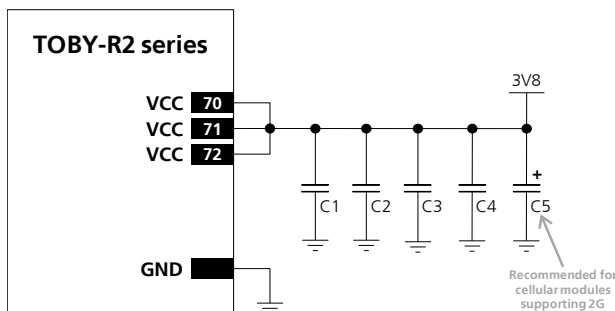 TOBY-R2 series
3V8
VCC 70
VCC 71
VCC 72
+
C1 C2 C3 C4 C5
GND
Recommended for
cellular modules
supporting 2G